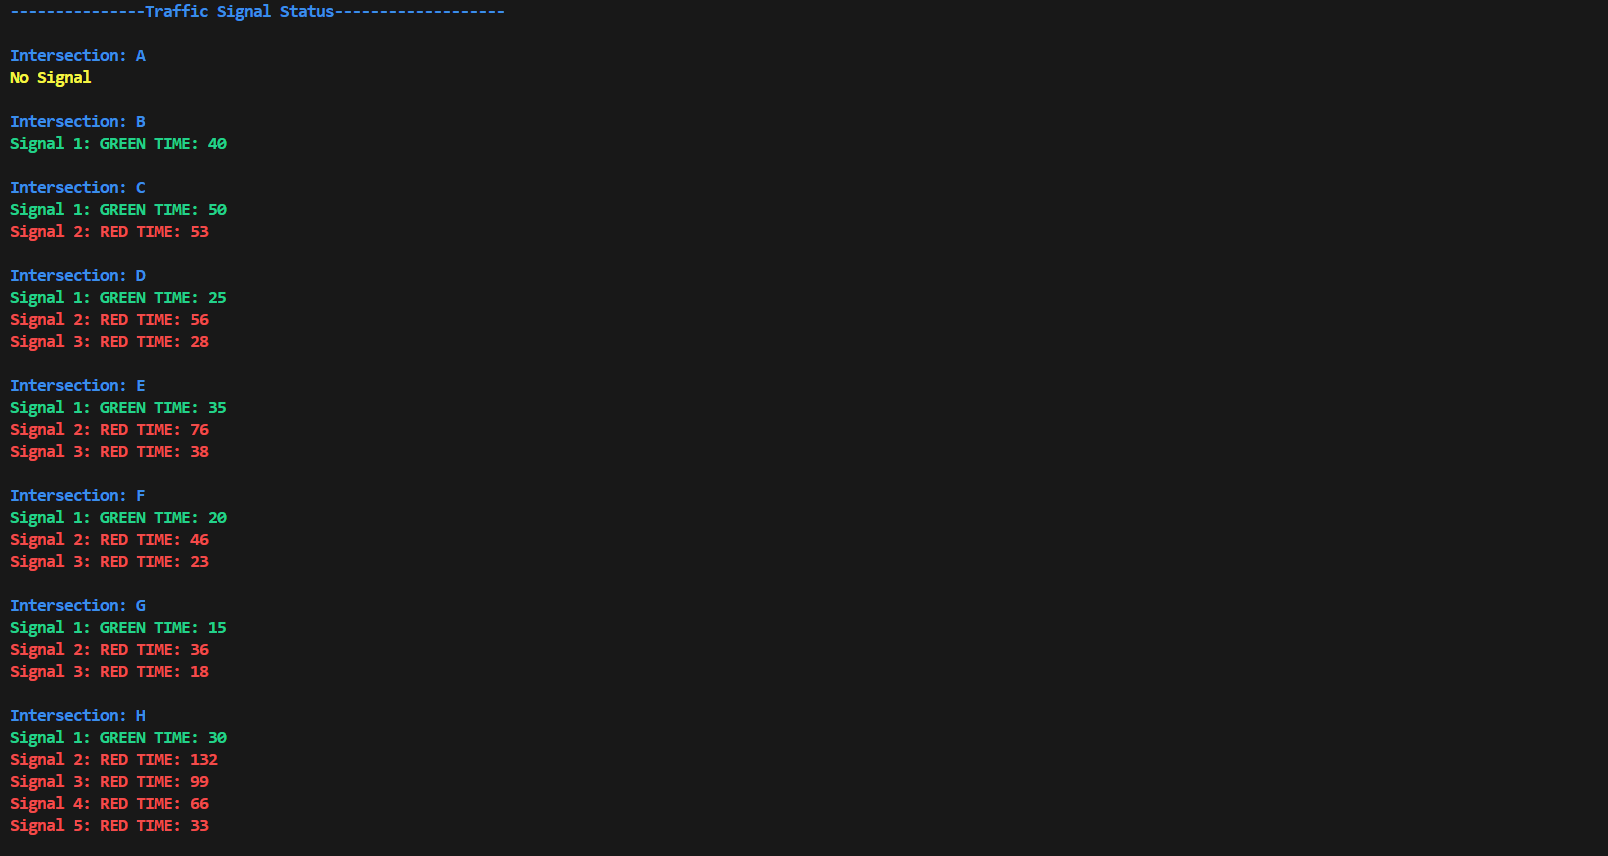 ---------------Traffic Signal Status-------------------
Intersection: A
No Signal
Intersection: B
Signal 1: GREEN TIME: 40
Intersection: C
Signal 1: GREEN TIME: 50
Signal 2: RED TIME: 53
Intersection: D
Signal 1: GREEN TIME: 25
Signal 2: RED TIME: 56
Signal 3: RED TIME: 28
Intersection: E
Signal 1: GREEN TIME: 35
Signal 2: RED TIME: 76
Signal 3: RED TIME: 38
Intersection: F
Signal 1: GREEN TIME: 20
Signal 2: RED TIME: 46
Signal 3: RED TIME: 23
Intersection: G
Signal 1: GREEN TIME: 15
Signal 2: RED TIME: 36
Signal 3: RED TIME: 18
Intersection: H
Signal 1: GREEN TIME: 30
Signal 2: RED TIME: 132
Signal 3: RED TIME: 99
Signal 4: RED TIME: 66
Signal 5: RED TIME: 33